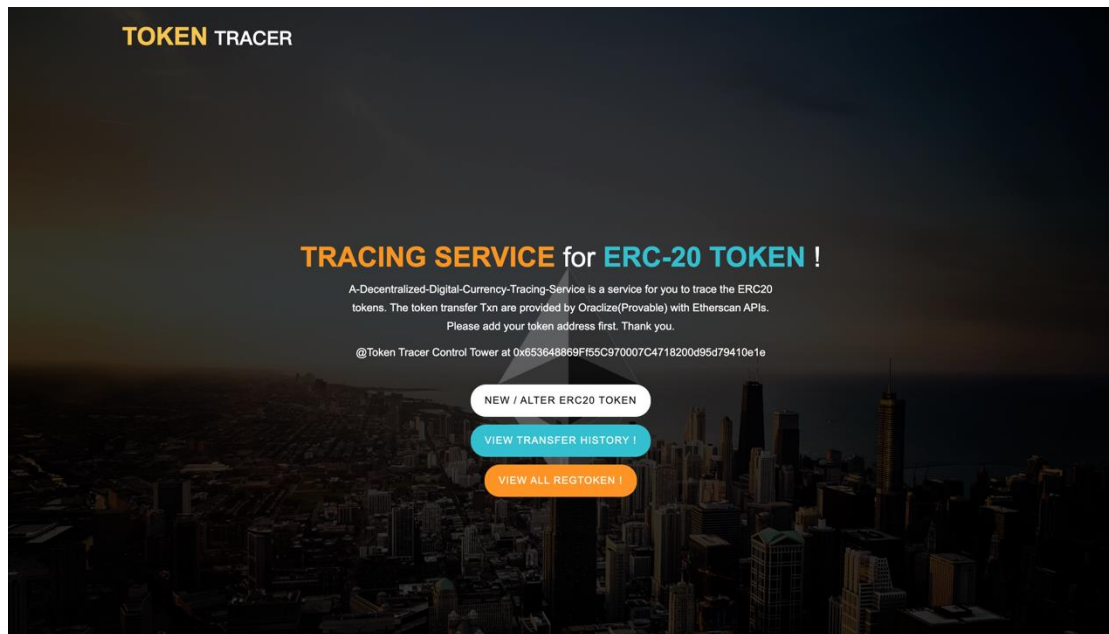 TOKEN TRACER
TRACING SERVICE for ERC-20 TOKEN !
A-Decentralized-Digital-Currency-Tracing-Service is a service for you to trace the ERC20
tokens. The token transfer Txn are provided by Oraclize(Provable) with Etherscan APIs.
Please add your token address first. Thank you.
@Token Tracer Control Tower at 0x653648869Ff55C970007C4718200d95d79410e1e
NEW / ALTER ERC20 TOKEN
VIEW TRANSFER HISTORY !
VIEW ALL REGTOKEN !